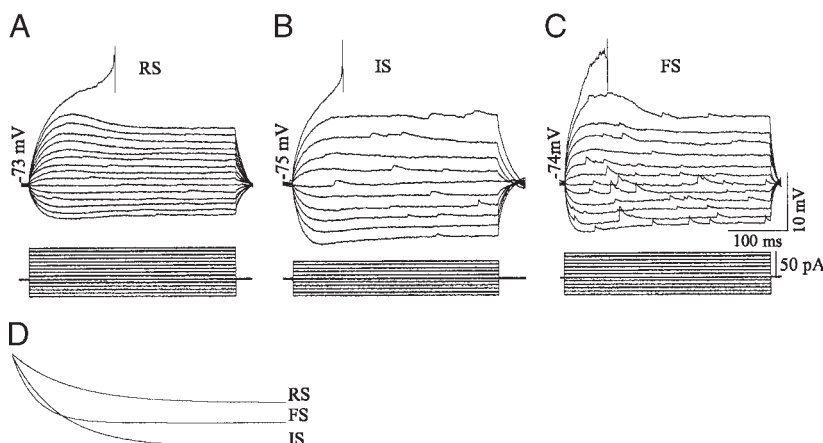 A
RS
-73 mV
B
IS
-75 mV
C
FS
-74mV
10 mV
100 ms
50 pA
D
RS
FS
IS